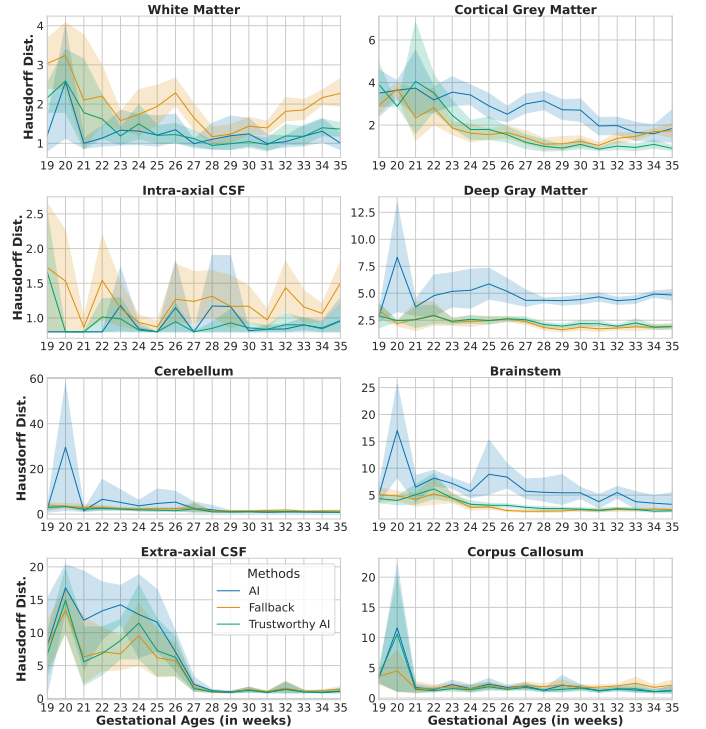 White Matter
Hausdorff Dist.
4
3
2
1
19 20 21 22 23 24 25 26 27 28 29 30 31 32 33 34 35
Cortical Grey Matter
6
4
2
19 20 21 22 23 24 25 26 27 28 29 30 31 32 33 34 35
Intra-axial CSF
Hausdorff Dist.
2.5
2.0
1.5
1.0
19 20 21 22 23 24 25 26 27 28 29 30 31 32 33 34 35
Deep Gray Matter
12.5
10.0
7.5
5.0
2.5
19 20 21 22 23 24 25 26 27 28 29 30 31 32 33 34 35
Cerebellum
Hausdorff Dist.
60
40
20
0
19 20 21 22 23 24 25 26 27 28 29 30 31 32 33 34 35
Brainstem
25
20
15
10
5
19 20 21 22 23 24 25 26 27 28 29 30 31 32 33 34 35
Extra-axial CSF
Hausdorff Dist.
20
15
10
5
0
Methods
AI
Fallback
Trustworthy AI
19 20 21 22 23 24 25 26 27 28 29 30 31 32 33 34 35
Gestational Ages (in weeks)
Corpus Callosum
20
15
10
5
0
19 20 21 22 23 24 25 26 27 28 29 30 31 32 33 34 35
Gestational Ages (in weeks)